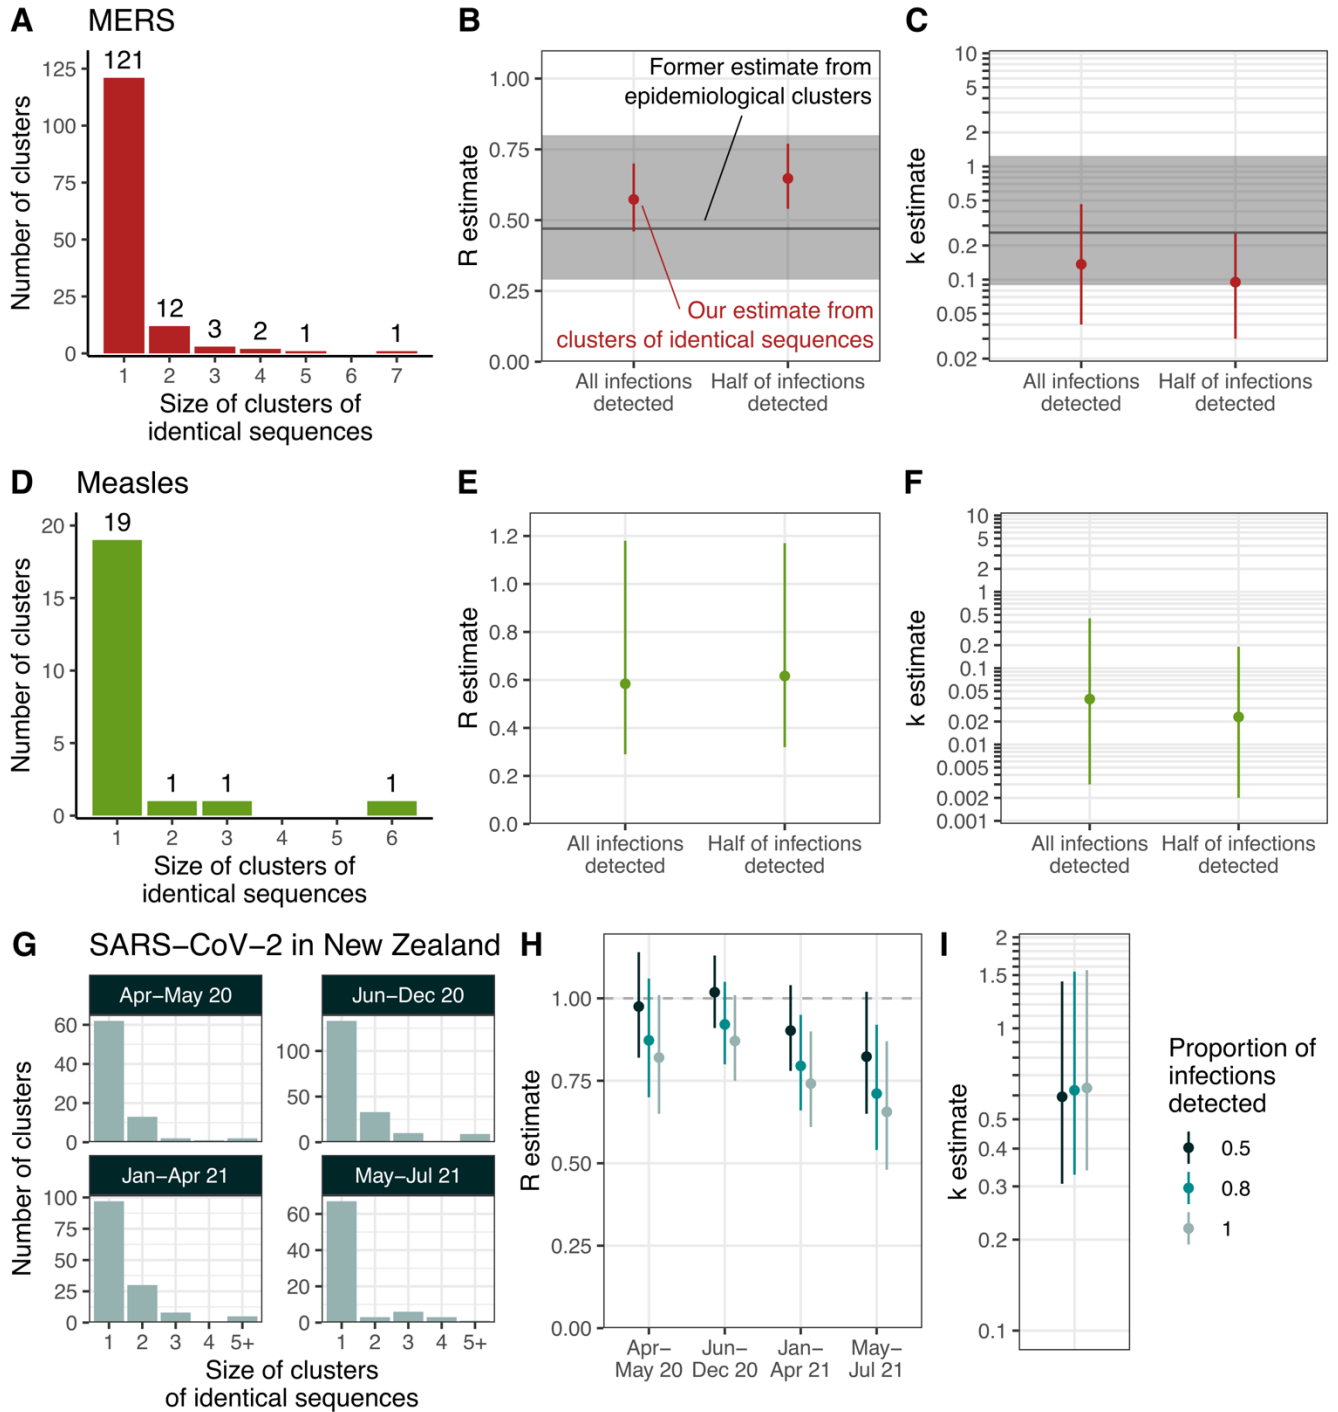 A
MERS
Number of clusters
125
100
75
50
25
0
121
12
3
2
1
1
1
2
3
4
5
6
7
Size of clusters of
identical sequences
B
R estimate
1.00
0.75
0.50
0.25
0.00
Former estimate from
epidemiological clusters
Our estimate from
clusters of identical sequences
All infections
detected
Half of infections
detected
C
k estimate
10
5
2
1
0.5
0.2
0.1
0.05
0.02
All infections
detected
Half of infections
detected
D
Measles
Number of clusters
20
15
10
5
0
19
1
1
1
1
2
3
4
5
6
Size of clusters of
identical sequences
E
R estimate
1.2
1.0
0.8
0.6
0.4
0.2
0.0
All infections
detected
Half of infections
detected
F
k estimate
10
5
2
1
0.5
0.2
0.1
0.05
0.02
0.01
0.005
0.002
0.001
All infections
detected
Half of infections
detected
G
SARS−CoV−2 in New Zealand
Number of clusters
Apr−May 20
60
40
20
0
Jun−Dec 20
100
50
0
Jan−Apr 21
100
75
50
25
0
1
2
3
4
5+
May−Jul 21
60
40
20
0
1
2
3
4
5+
Size of clusters
of identical sequences
H
R estimate
1.00
0.75
0.50
0.25
0.00
Apr−
May 20
Jun−
Dec 20
Jan−
Apr 21
May−
Jul 21
I
k estimate
2
1.5
1
0.5
0.4
0.3
0.2
0.1
Proportion of
infections
detected
0.5
0.8
1